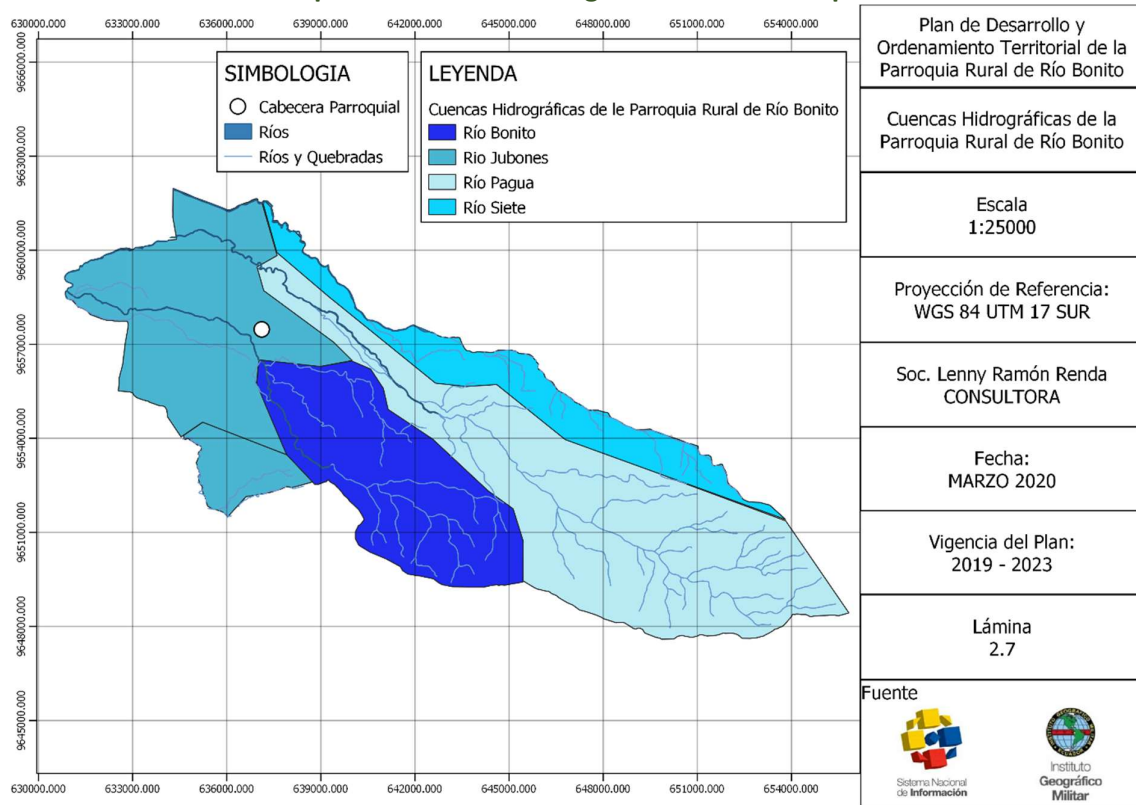 630000.000 633000.000 636000.000 639000.000 642000.000 645000.000 648000.000 651000.000 654000.000
9666000.000
9663000.000
9660000.000
9657000.000
9654000.000
9651000.000
9648000.000
9645000.000
SIMBOLOGIA
Cabecera Parroquial
Ríos
Ríos y Quebradas
LEYENDA
Cuencas Hidrográficas de le Parroquia Rural de Río Bonito
Río Bonito
Rio Jubones
Río Pagua
Río Siete
630000.000 633000.000 636000.000 639000.000 642000.000 645000.000 648000.000 651000.000 654000.000
Plan de Desarrollo y
Ordenamiento Territorial de la
Parroquia Rural de Río Bonito
Cuencas Hidrográficas de la
Parroquia Rural de Río Bonito
Escala
1:25000
Proyección de Referencia:
WGS 84 UTM 17 SUR
Soc. Lenny Ramón Renda
CONSULTORA
Fecha:
MARZO 2020
Vigencia del Plan:
2019 - 2023
Lámina
2.7
Fuente
Sistema Nacional
de Información
Instituto
Geográfico
Militar